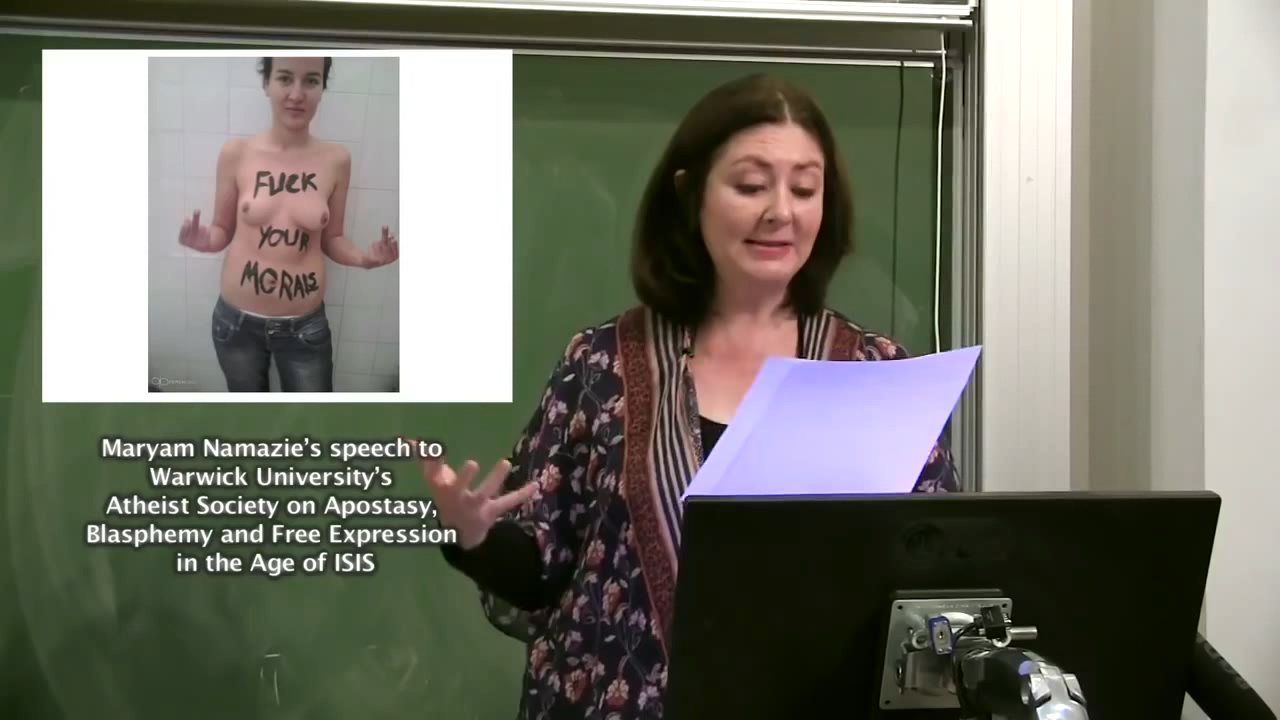 FUCK
YOUR
MORALS
Maryam Namazie's speech to
Warwick University's
Atheist Society on Apostasy,
Blasphemy and Free Expression
in the Age of ISIS